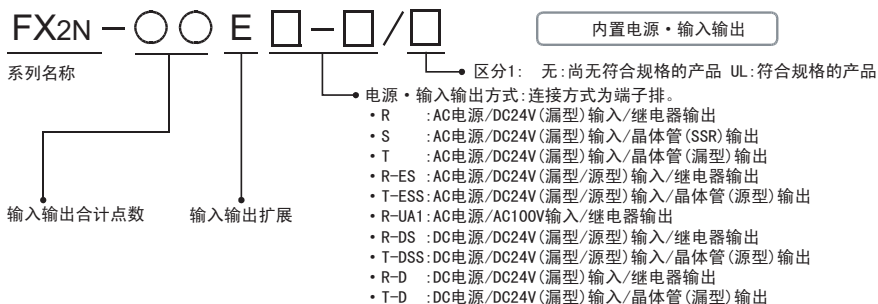 FX2N-○○ E □-□/□
内置电源·输入输出
系列名称
区分1: 无:尚无符合规格的产品 UL:符合规格的产品
电源·输入输出方式:连接方式为端子排。
·R :AC电源/DC24V(漏型)输入/继电器输出
·S :AC电源/DC24V(漏型)输入/晶体管(SSR)输出
·T :AC电源/DC24V(漏型)输入/晶体管(漏型)输出
·R-ES :AC电源/DC24V(漏型/源型)输入/继电器输出
·T-ESS:AC电源/DC24V(漏型/源型)输入/晶体管(源型)输出
·R-UA1:AC电源/AC100V输入/继电器输出
·R-DS :DC电源/DC24V(漏型/源型)输入/继电器输出
·T-DSS:DC电源/DC24V(漏型/源型)输入/晶体管(源型)输出
·R-D :DC电源/DC24V(漏型)输入/继电器输出
·T-D :DC电源/DC24V(漏型)输入/晶体管(漏型)输出
输入输出合计点数
输入输出扩展